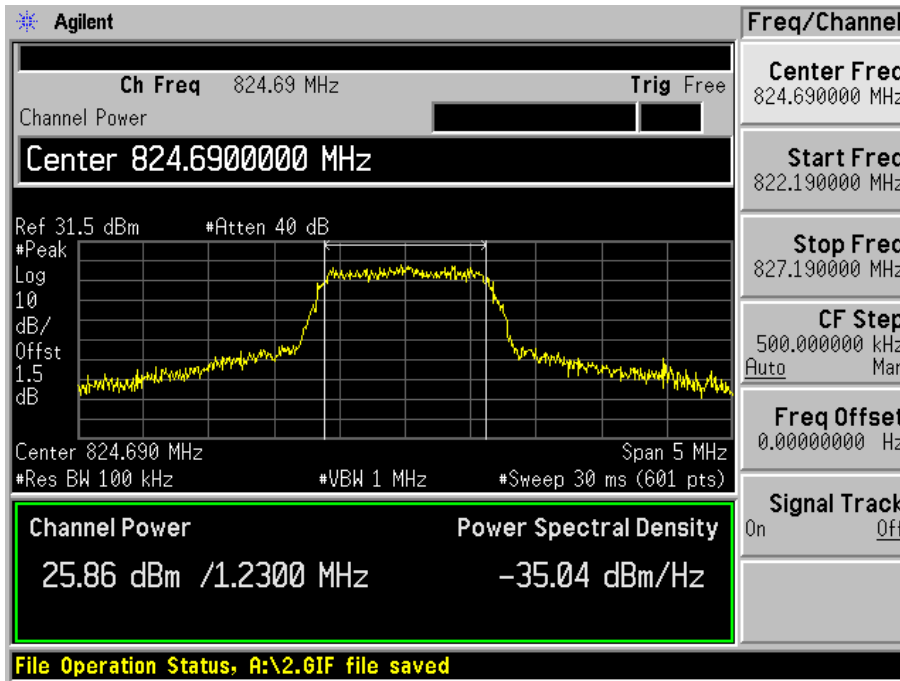 Agilent
Freq/Channel
Ch Freq 824.69 MHz Trig Free
Channel Power
Center 824.6900000 MHz
Ref 31.5 dBm #Atten 40 dB
#Peak
Log
10
dB/
Offst
1.5
dB
Center 824.690 MHz Span 5 MHz
#Res BW 100 kHz #VBW 1 MHz #Sweep 30 ms (601 pts)
Channel Power Power Spectral Density
25.86 dBm /1.2300 MHz -35.04 dBm/Hz
File Operation Status, A:\2.GIF file saved
Center Freq
824.690000 MHz
Start Freq
822.190000 MHz
Stop Freq
827.190000 MHz
CF Step
500.000000 kHz
Auto Man
Freq Offset
0.00000000 Hz
Signal Track
On Off